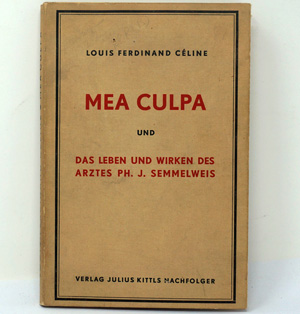 LOUIS FERDINAND CÉLINE
MEA CULPA
UND
DAS LEBEN UND WIRKEN DES
ARZTES PH. J. SEMMELWEIS
VERLAG JULIUS KITTLS NACHFOLGER